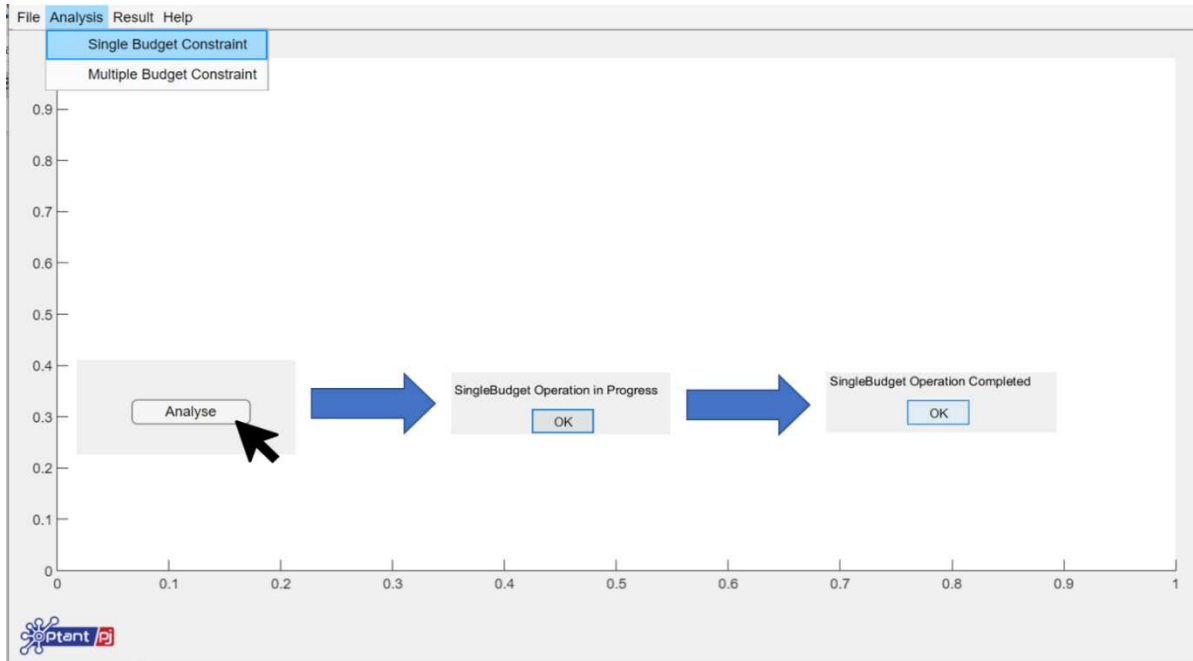 File Analysis Result Help
Single Budget Constraint
Multiple Budget Constraint
0.9
0.8
0.7
0.6
0.5
0.4
SingleBudget Operation in Progress
SingleBudget Operation Completed
Analyse
OK
OK
0.3
0.2
0.1
0
0 0.1 0.2 0.3 0.4 0.5 0.6 0.7 0.8 0.9 1
Optant Pj